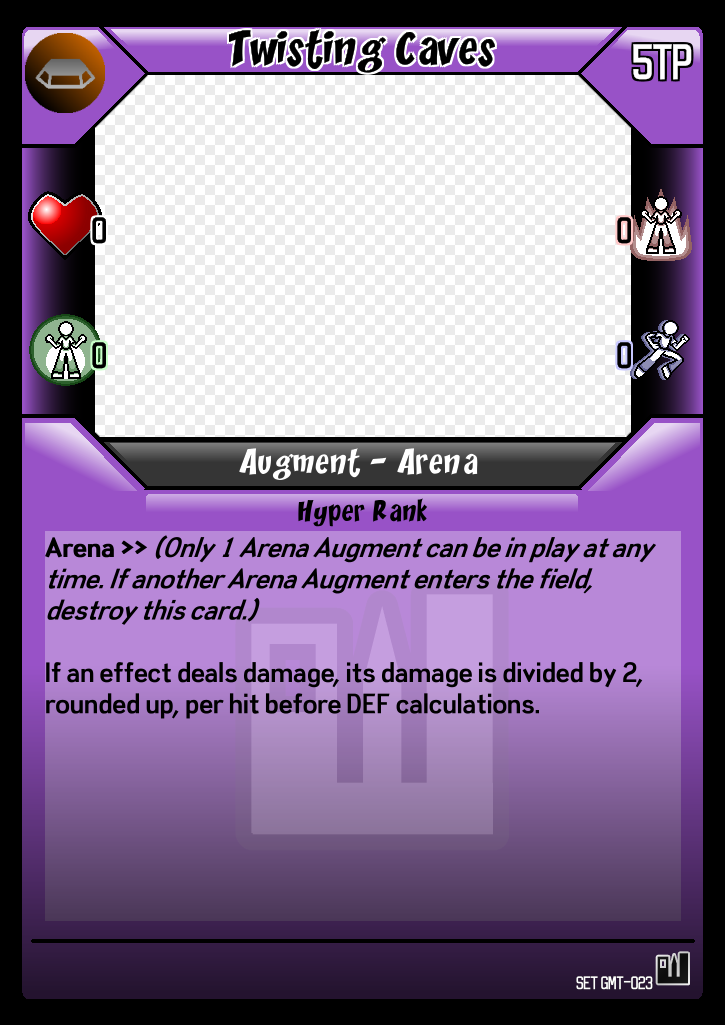 Twisting Caves
5TP
0
0
0
0
Augment - Arena
Hyper Rank
Arena >> (Only 1 Arena Augment can be in play at any
time. If another Arena Augment enters the field,
destroy this card.)
If an effect deals damage, its damage is divided by 2,
rounded up, per hit before DEF calculations.
SET GMT-023